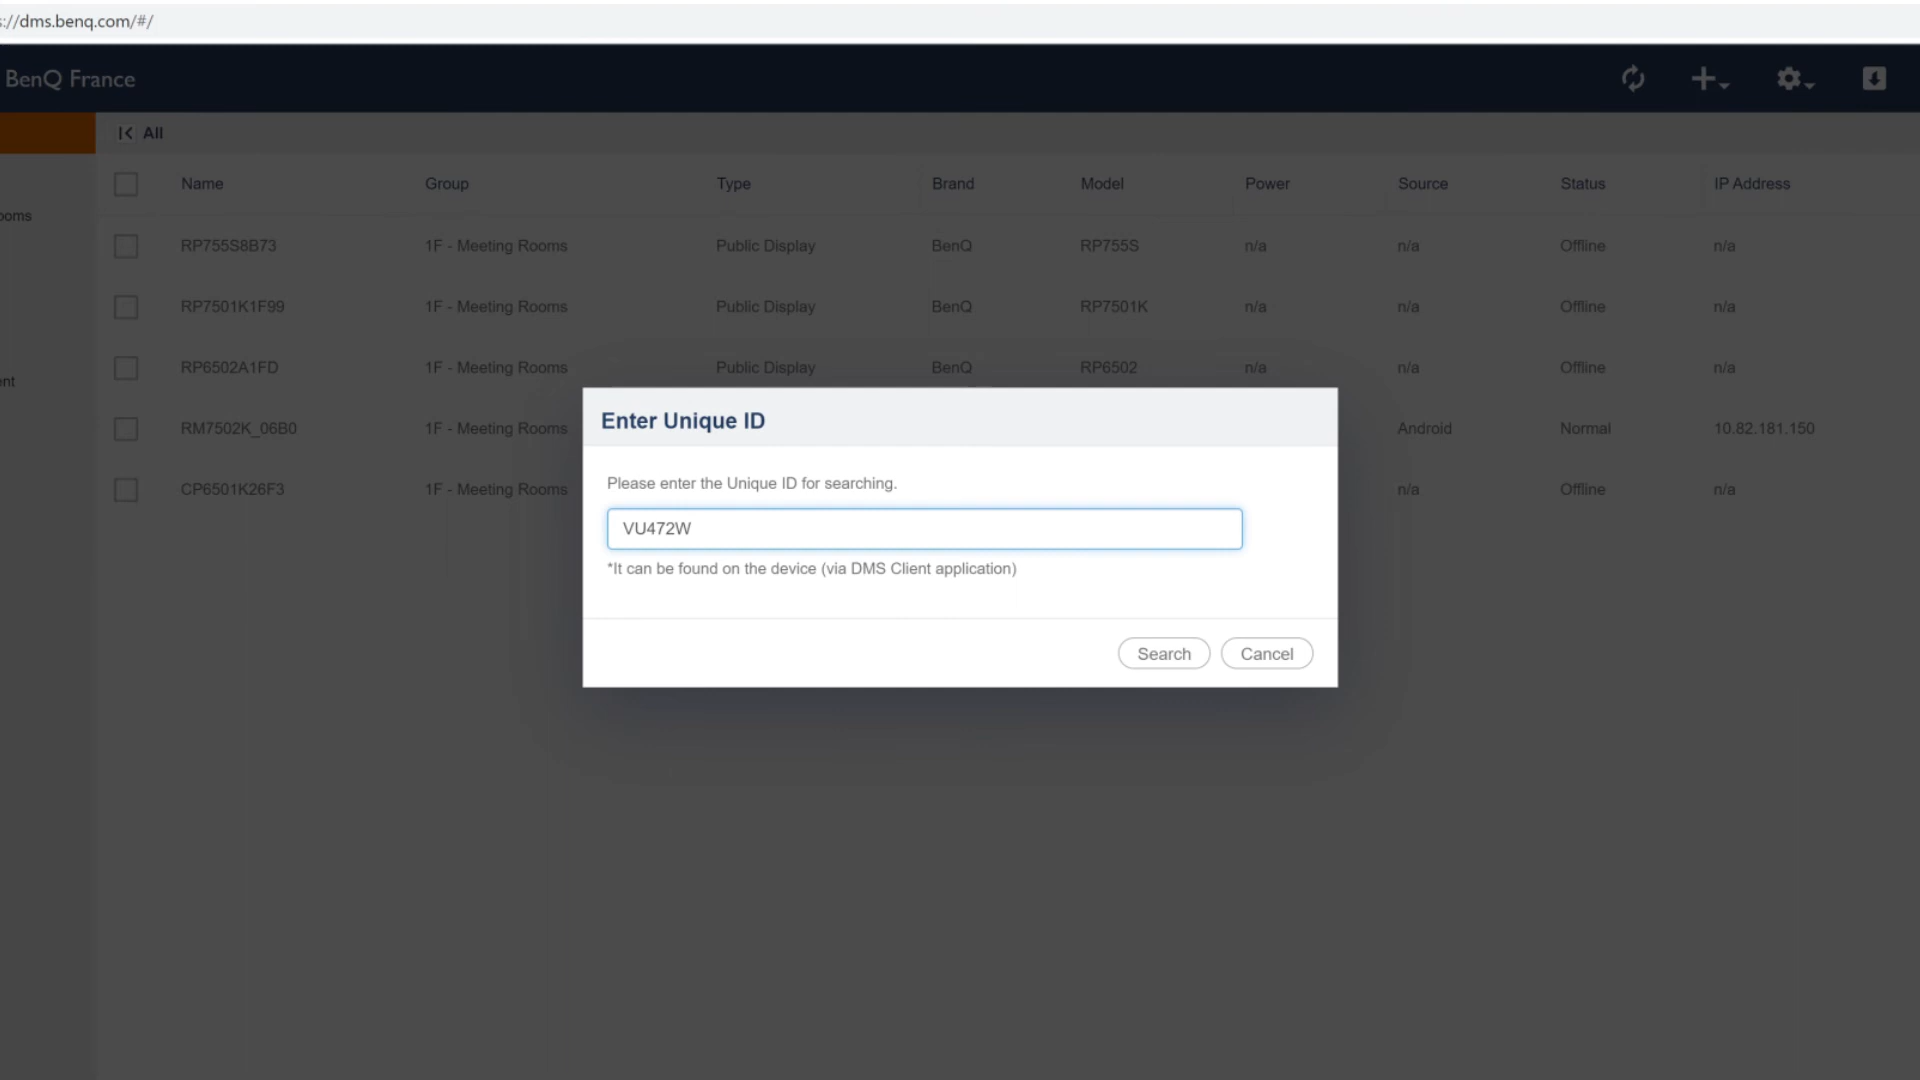 s://dms.benq.com/#/
BenQ France
All
Name Group Type Brand Model Power Source Status IP Address
ooms
RP755S8B73 1F - Meeting Rooms Public Display BenQ RP755S n/a n/a Offline n/a
RP7501K1F99 1F - Meeting Rooms Public Display BenQ RP7501K n/a n/a Offline n/a
RP6502A1FD 1F - Meeting Rooms Public Display BenQ RP6502 n/a n/a Offline n/a
ent
RM7502K_06B0 1F - Meeting Rooms Android Normal 10.82.181.150
CP6501K26F3 1F - Meeting Rooms n/a Offline n/a
Enter Unique ID
Please enter the Unique ID for searching.
VU472W
*It can be found on the device (via DMS Client application)
Search Cancel